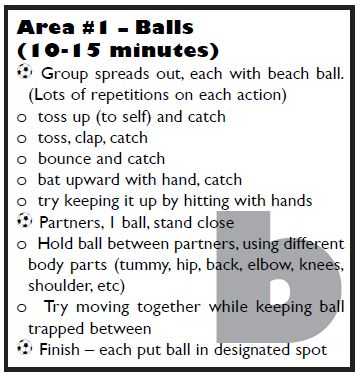 Area #1 – Balls
(10-15 minutes)
Group spreads out, each with beach ball.
(Lots of repetitions on each action)
o toss up (to self) and catch
o toss, clap, catch
o bounce and catch
o bat upward with hand, catch
o try keeping it up by hitting with hands
Partners, 1 ball, stand close
o Hold ball between partners, using different
body parts (tummy, hip, back, elbow, knees,
shoulder, etc)
o Try moving together while keeping ball
trapped between
Finish – each put ball in designated spot
b